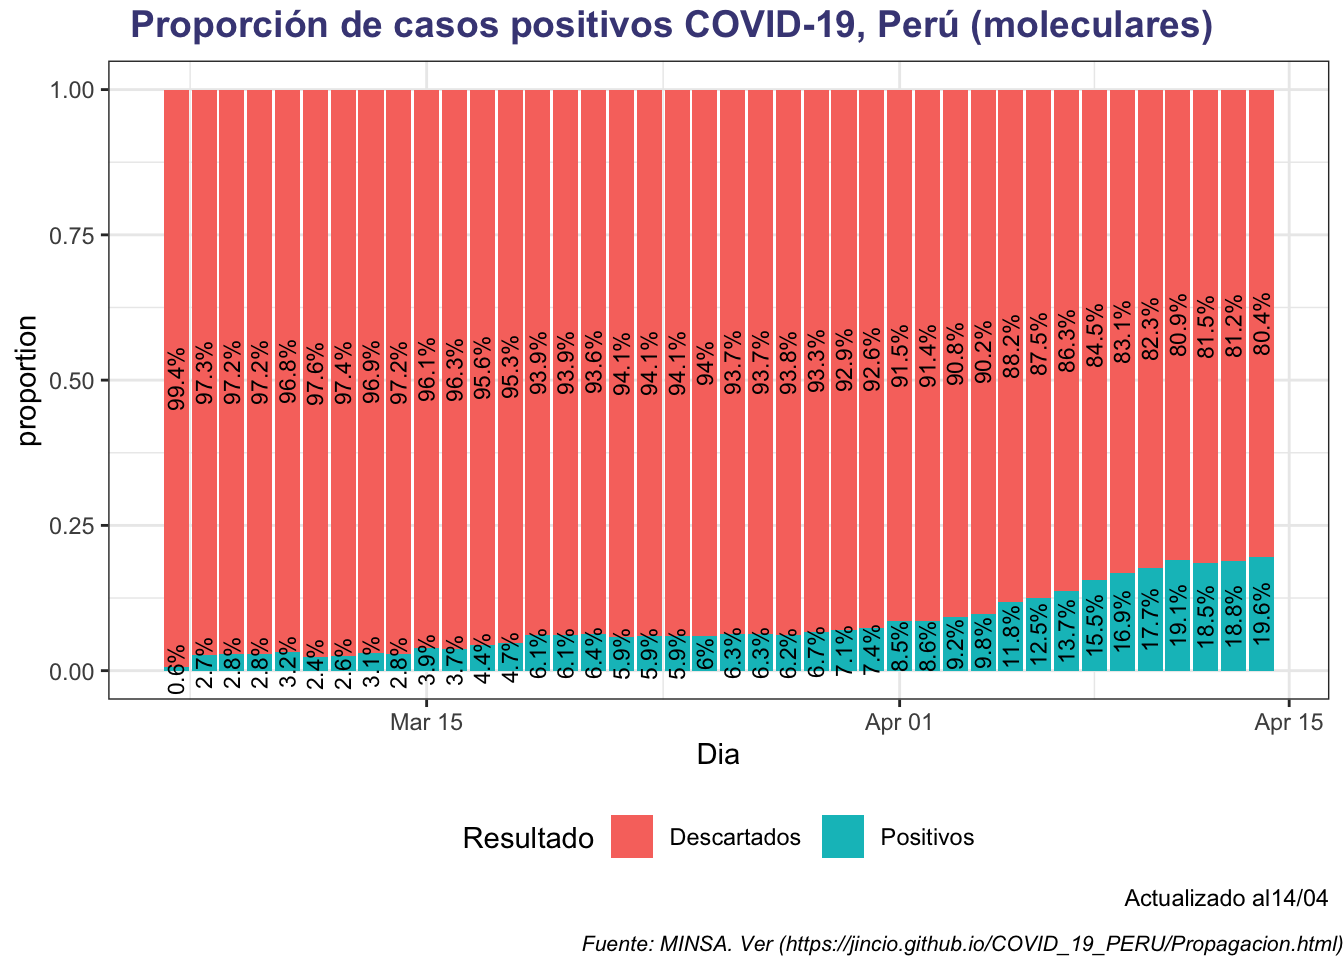 Proporción de casos positivos COVID-19, Perú (moleculares)
1.00
0.75
0.50
0.25
0.00
proportion
99.4% 97.3% 97.2% 97.2% 96.8% 97.6% 97.4% 96.9% 97.2% 96.1% 96.3% 95.6% 95.3% 93.9% 93.9% 93.6% 94.1% 94.1% 94.1% 94% 93.7% 93.7% 93.8% 93.3% 92.9% 92.6% 91.5% 91.4% 90.8% 90.2% 88.2% 87.5% 86.3% 84.5% 83.1% 82.3% 80.9% 81.5% 81.2% 80.4%
0.6% 2.7% 2.8% 2.8% 3.2% 2.4% 2.6% 3.1% 2.8% 3.9% 3.7% 4.4% 4.7% 6.1% 6.1% 6.4% 5.9% 5.9% 5.9% 6% 6.3% 6.3% 6.2% 6.7% 7.1% 7.4% 8.5% 8.6% 9.2% 9.8% 11.8% 12.5% 13.7% 15.5% 16.9% 17.7% 19.1% 18.5% 18.8% 19.6%
Mar 15 Apr 01 Apr 15
Dia
Resultado Descartados Positivos
Actualizado al14/04
Fuente: MINSA. Ver (https://jincio.github.io/COVID_19_PERU/Propagacion.html)